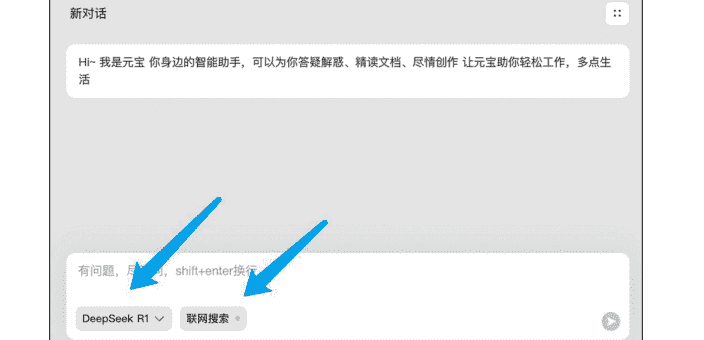 新对话
Hi~ 我是元宝 你身边的智能助手，可以为你答疑解惑、精读文档、尽情创作 让元宝助你轻松工作，多点生
活
有问题，尽，shift+enter换行
DeepSeek R1
联网搜索